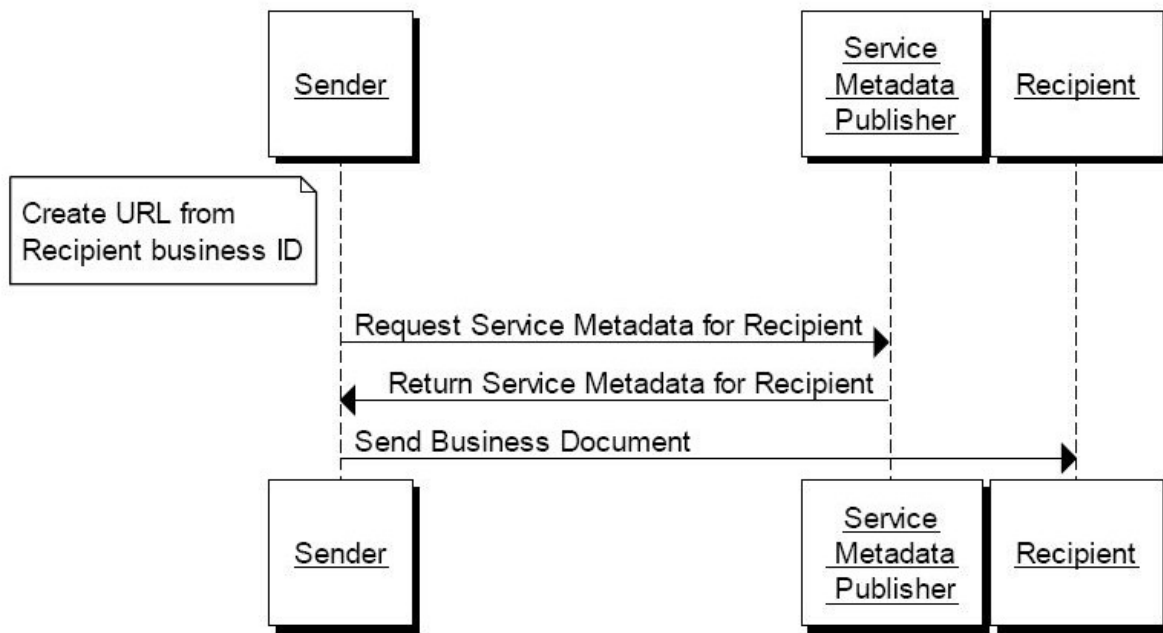 Sender
Service
Metadata
Publisher
Recipient
Create URL from
Recipient business ID
Request Service Metadata for Recipient
Return Service Metadata for Recipient
Send Business Document
Sender
Service
Metadata
Publisher
Recipient